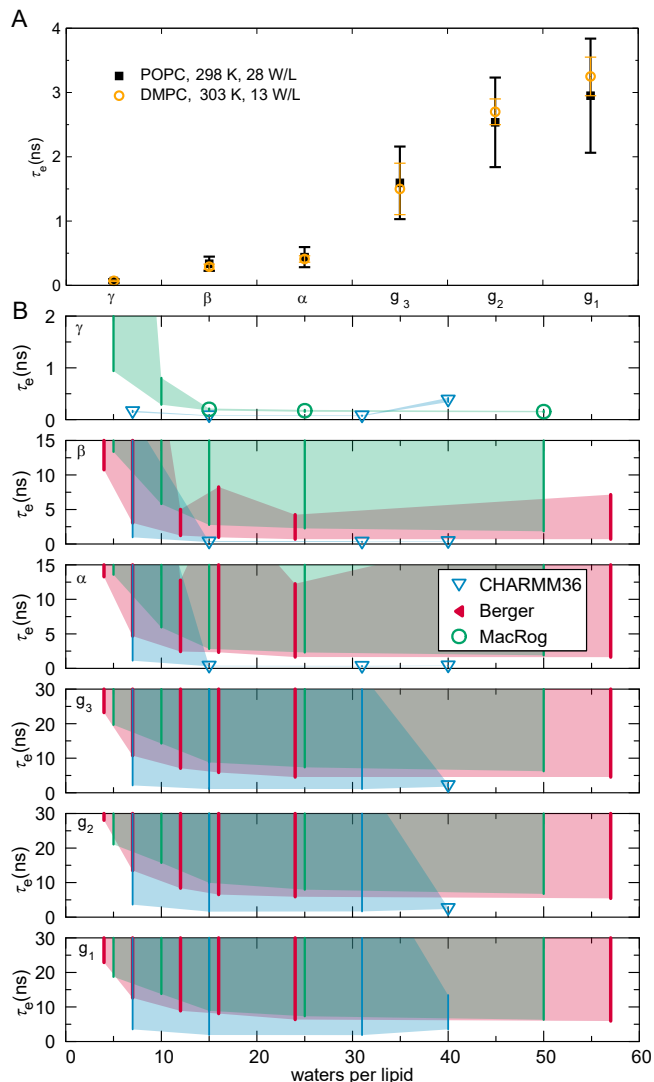 A
4
3
2
1
0
τe(ns)
POPC, 298 K, 28 W/L
DMPC, 303 K, 13 W/L
γ β α g3 g2 g1
B
γ
2
1
0
τe(ns)
β
15
10
5
0
τe(ns)
α
15
10
5
0
τe(ns)
CHARMM36
Berger
MacRog
g3
30
20
10
0
τe(ns)
g2
30
20
10
0
τe(ns)
g1
30
20
10
0
τe(ns)
0 10 20 30 40 50 60
waters per lipid